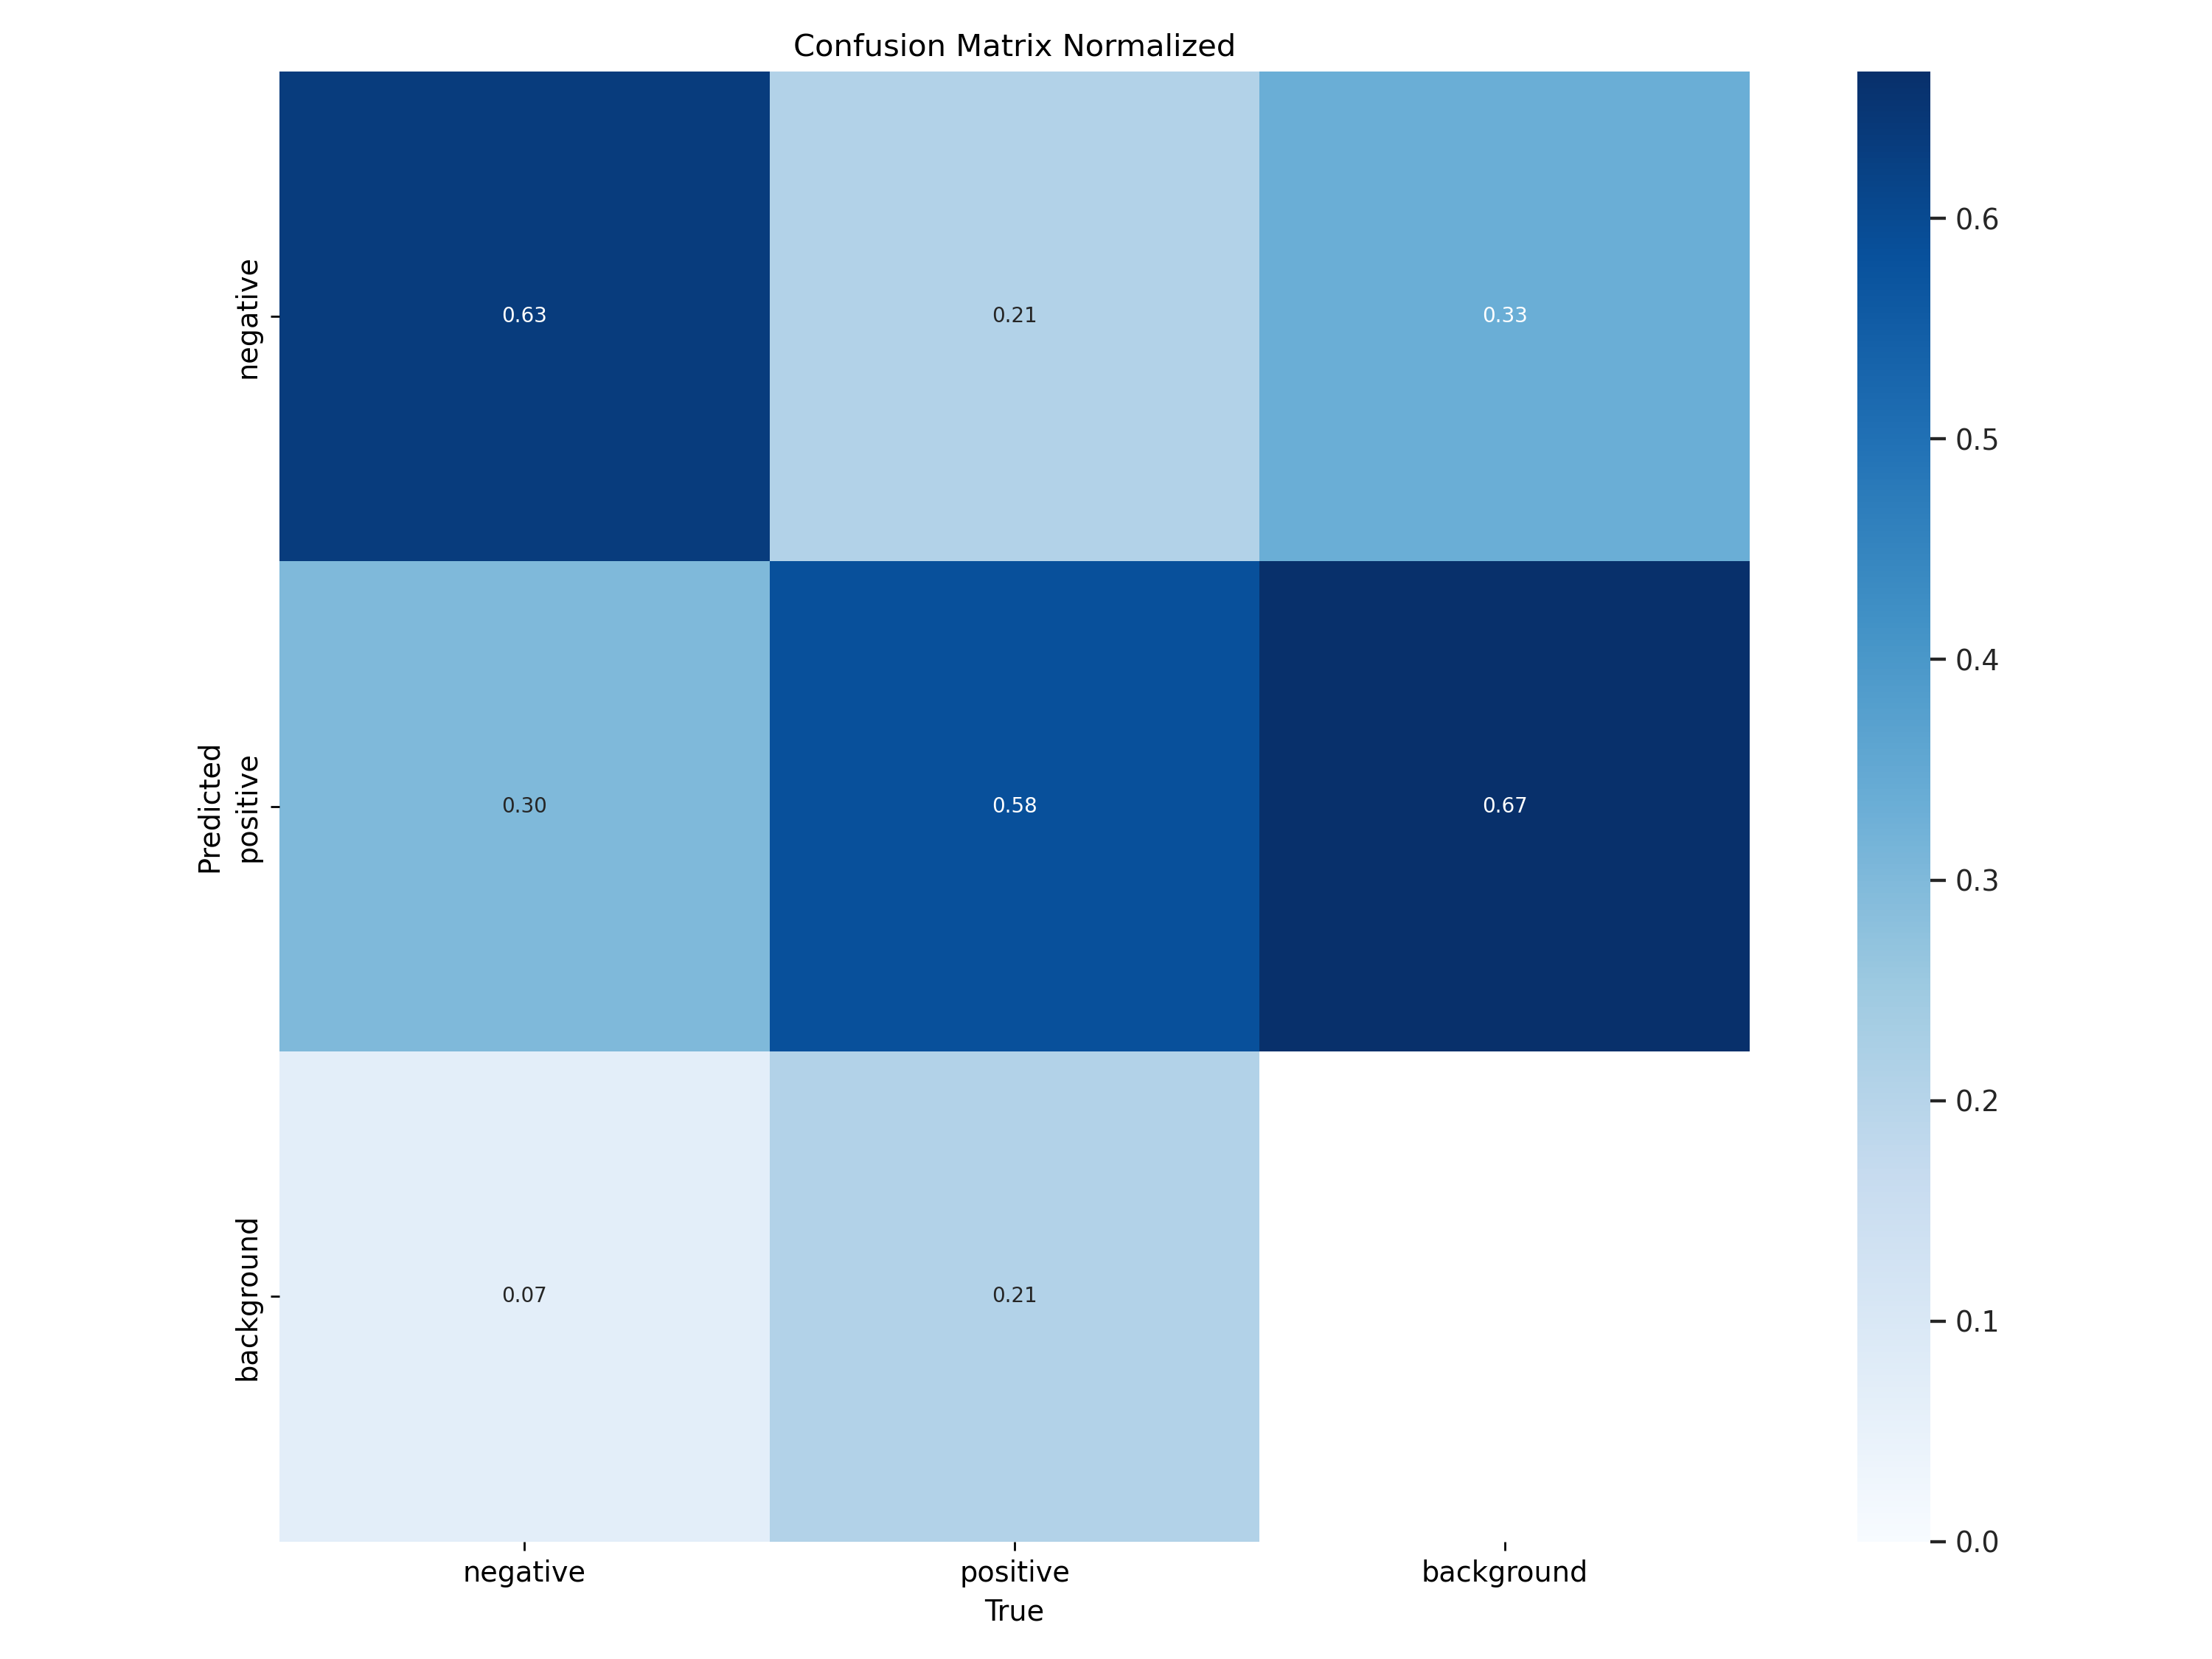 Confusion Matrix Normalized
negative
0.63
0.21
0.33
0.6
0.5
0.4
Predicted
positive
0.30
0.58
0.67
0.3
0.2
background
0.07
0.21
0.1
0.0
negative
positive
background
True